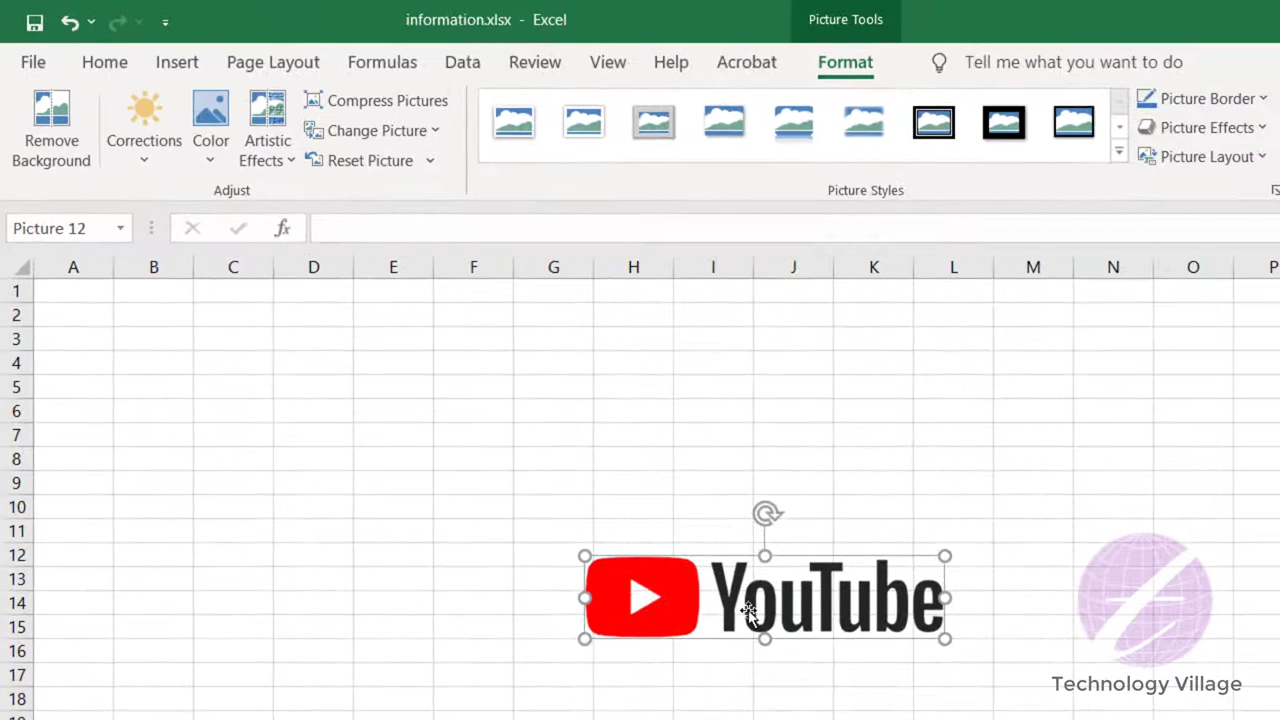 information.xlsx - Excel
Picture Tools
File Home Insert Page Layout Formulas Data Review View Help Acrobat Format Tell me what you want to do
Remove Background
Corrections
Color
Artistic Effects
Compress Pictures
Change Picture
Reset Picture
Adjust
Picture Styles
Picture Border
Picture Effects
Picture Layout
Picture 12
fx
A B C D E F G H I J K L M N O P
1
2
3
4
5
6
7
8
9
10
11
12
13
14
15
16
17
18
YouTube
Technology Village